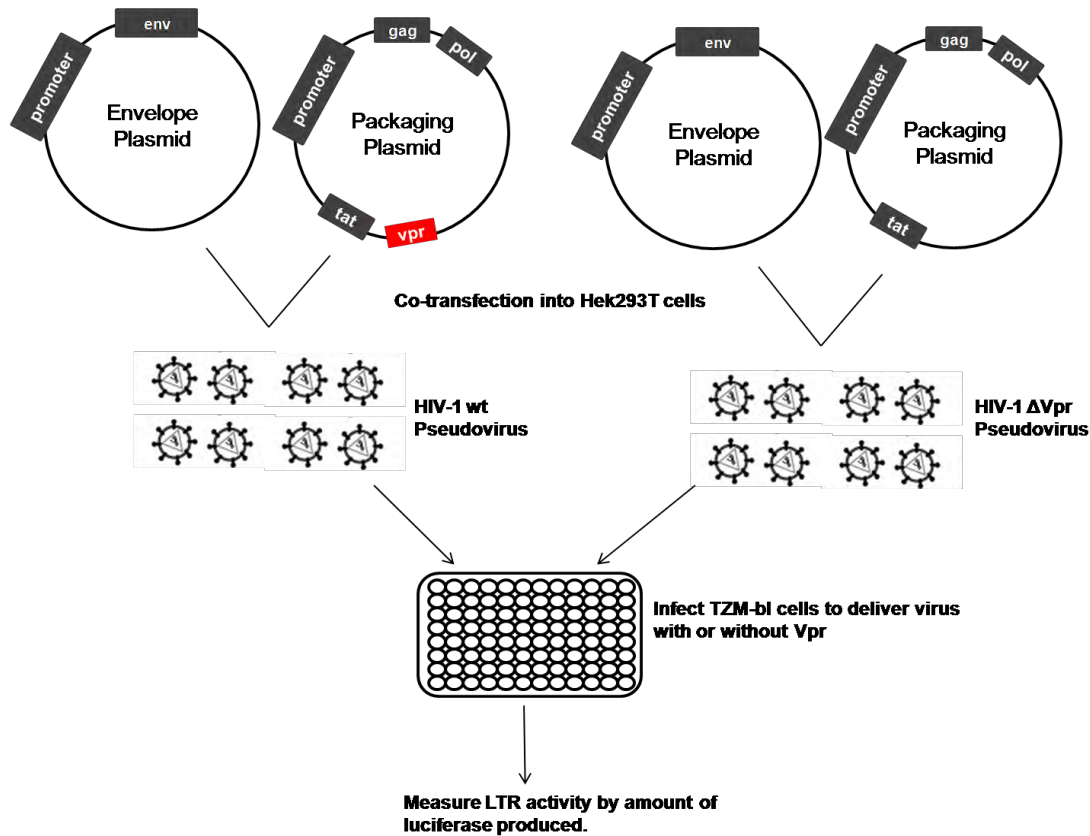 env
promoter
Envelope
Plasmid
gag
pol
promoter
Packaging
Plasmid
tat
vpr
env
promoter
Envelope
Plasmid
gag
pol
promoter
Packaging
Plasmid
tat
Co-transfection into Hek293T cells
HIV-1 wt
Pseudovirus
HIV-1 ΔVpr
Pseudovirus
Infect TZM-bl cells to deliver virus
with or without Vpr
Measure LTR activity by amount of
luciferase produced.